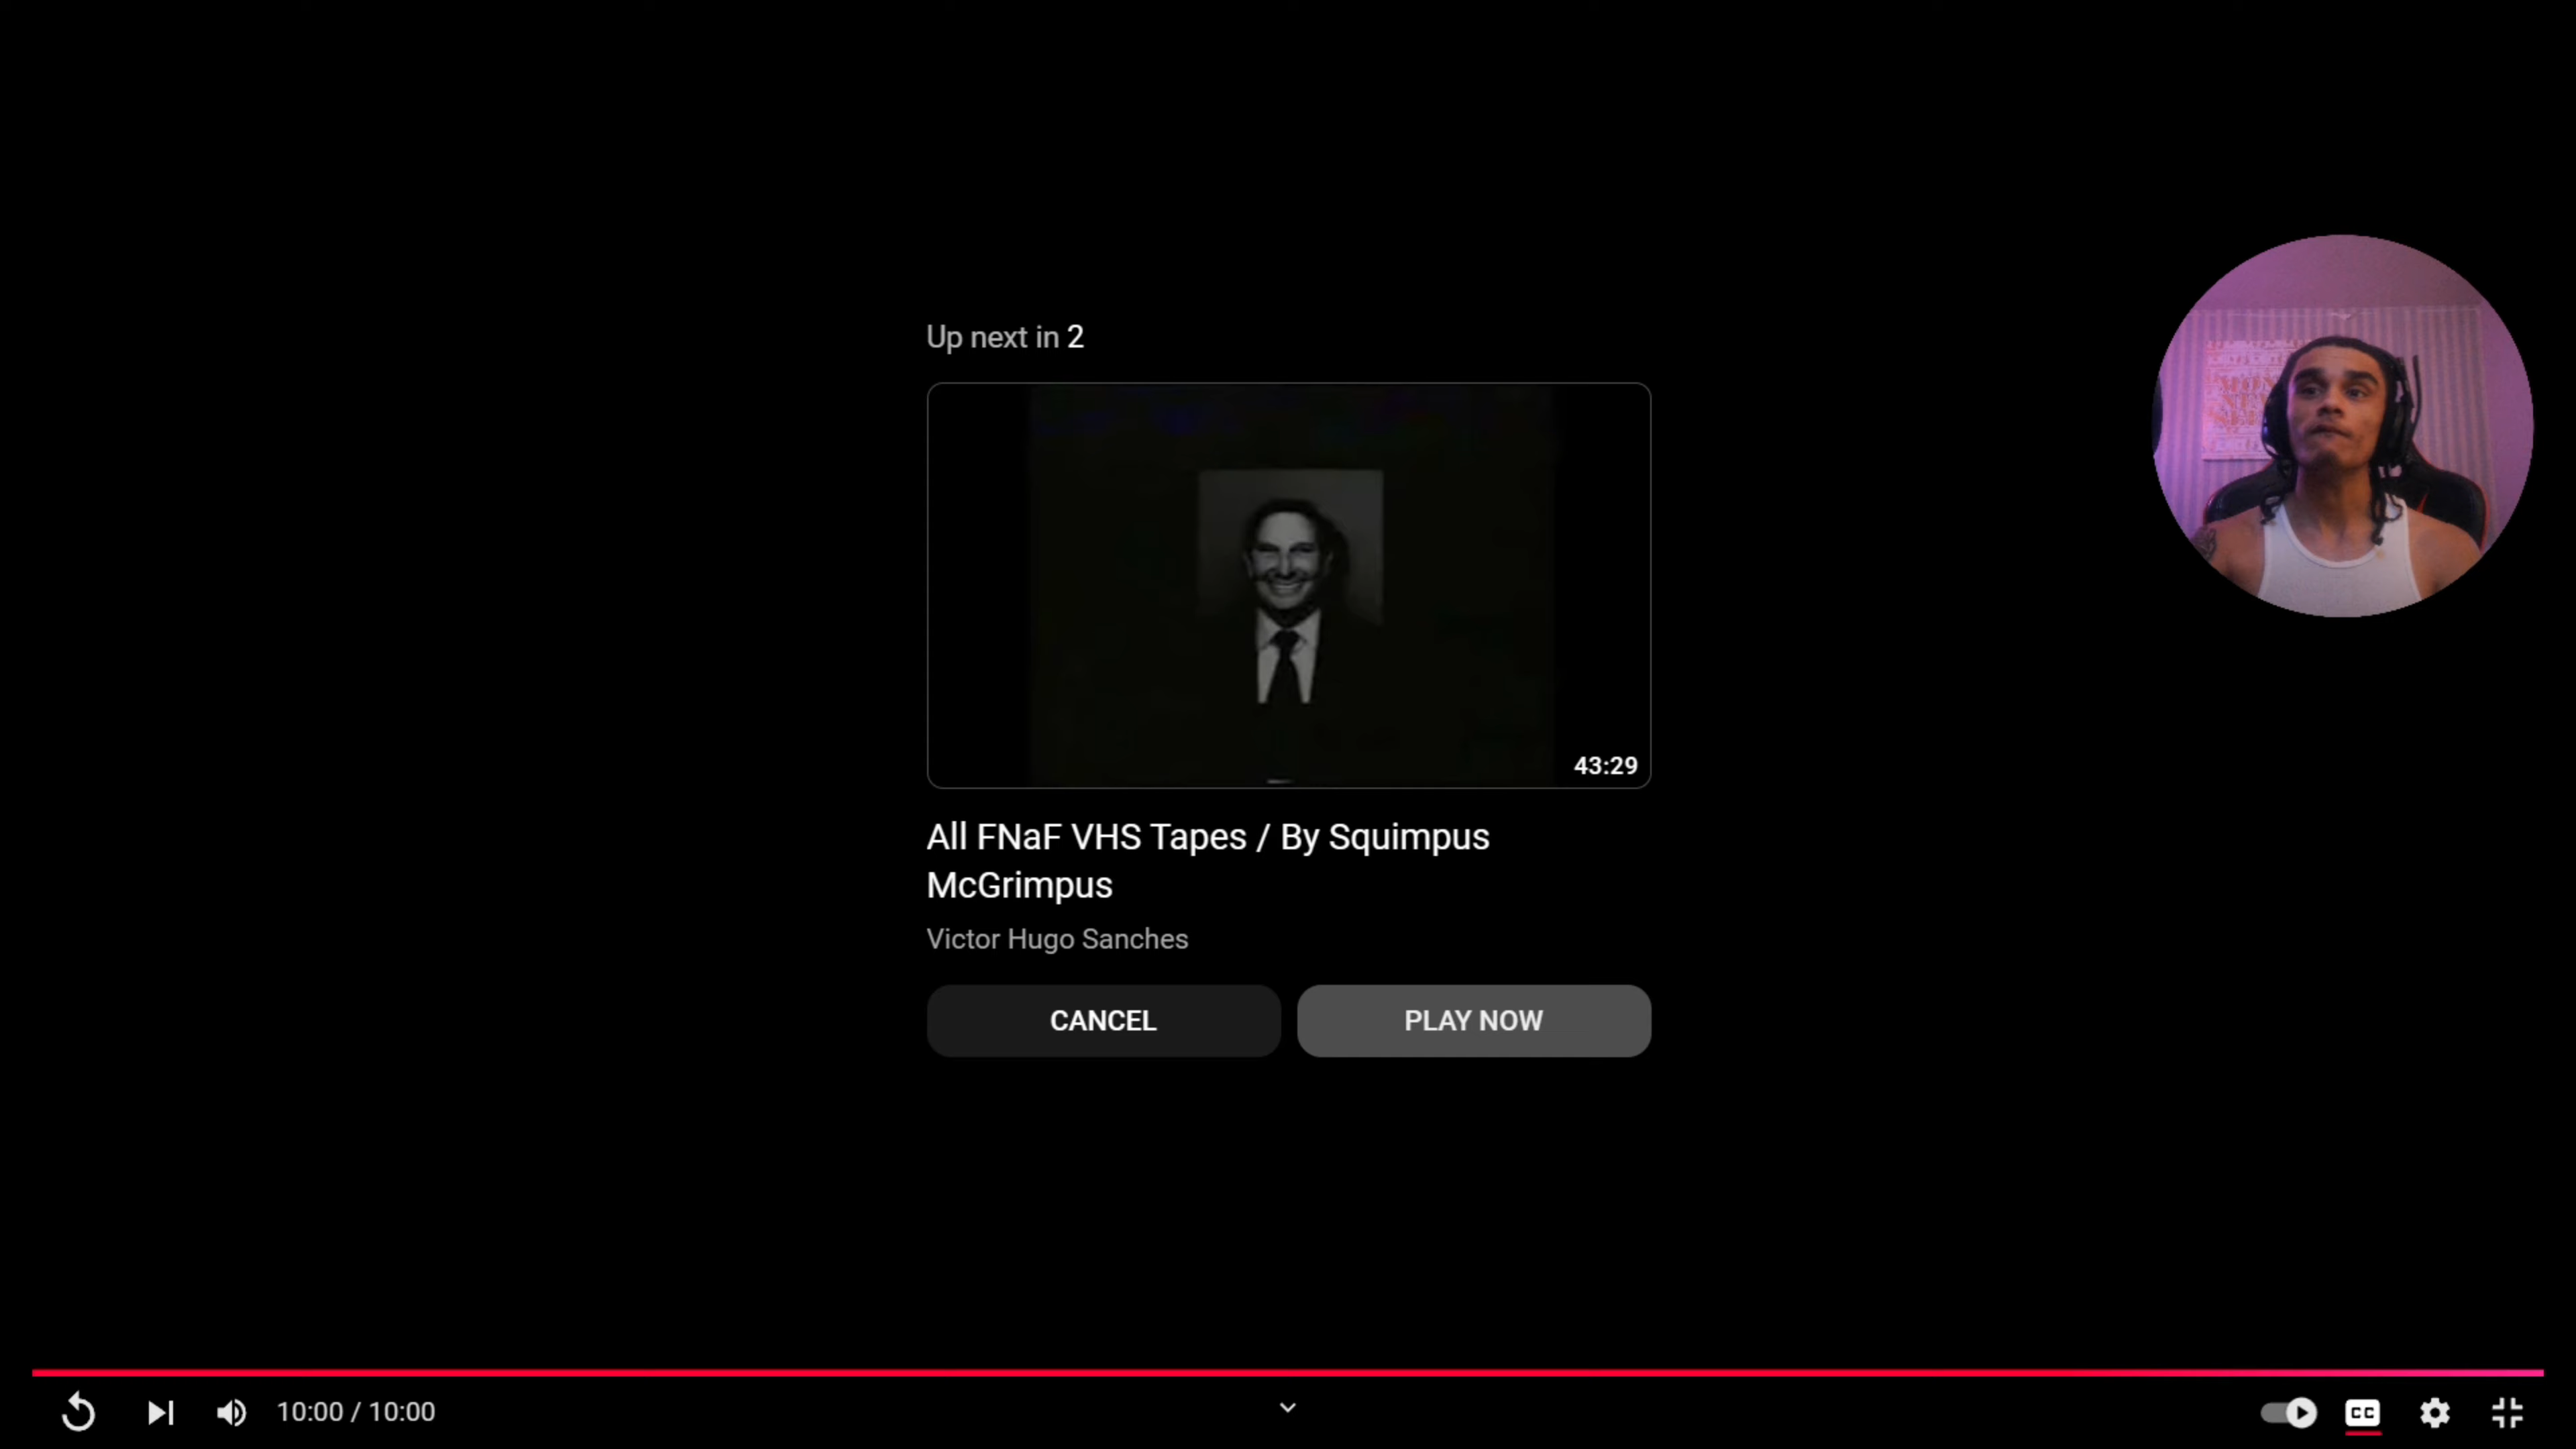 Up next in 2
43:29
All FNaF VHS Tapes / By Squimpus
McGrimpus
Victor Hugo Sanches
CANCEL
PLAY NOW
10:00 / 10:00
CC